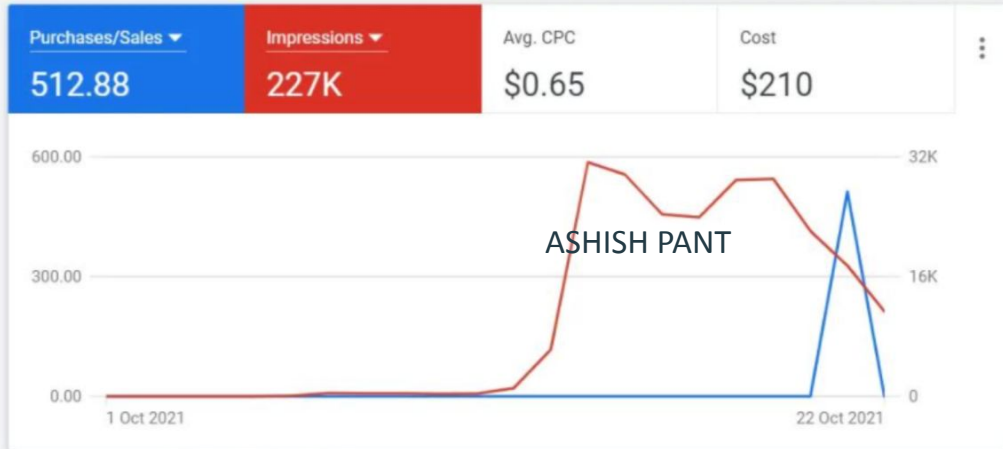 Purchases/Sales
Impressions
Avg. CPC
Cost
512.88
227K
$0.65
$210
600.00
32K
ASHISH PANT
300.00
16K
0.00
0
1 Oct 2021
22 Oct 2021